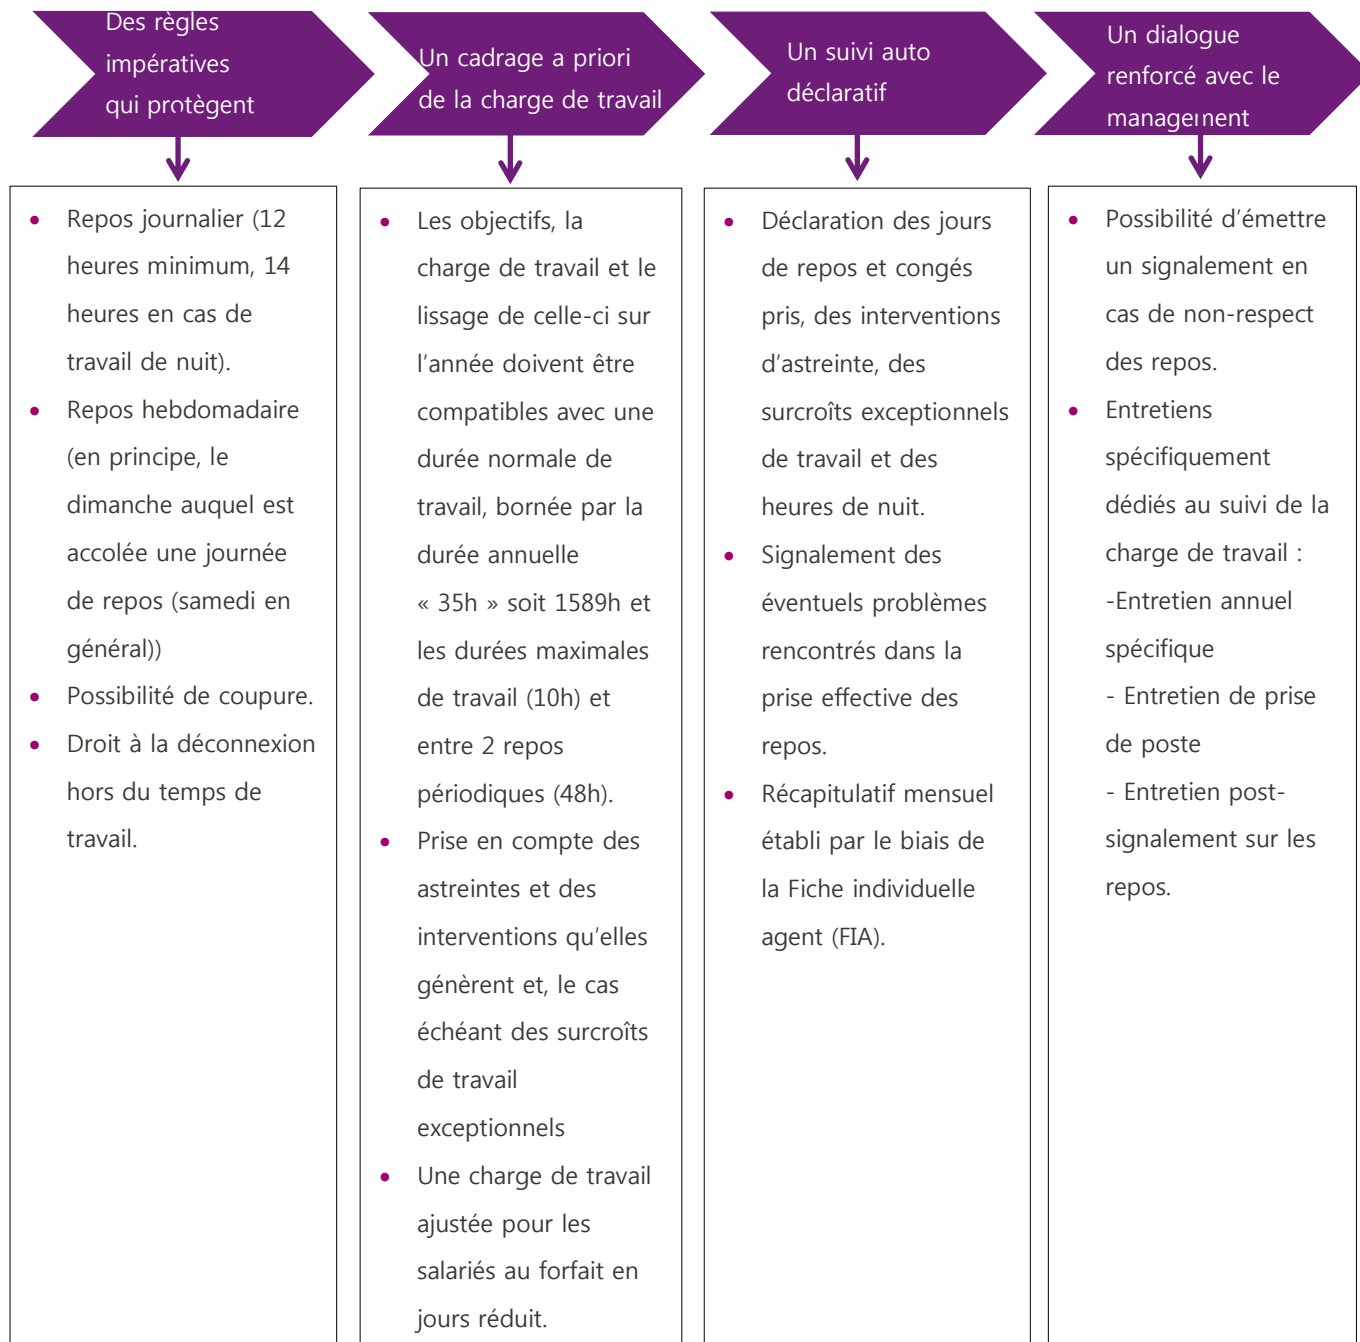 Des règles
impératives
qui protègent
Un cadrage a priori
de la charge de travail
Un suivi auto
déclaratif
Un dialogue
renforcé avec le
management
• Repos journalier (12
heures minimum, 14
heures en cas de
travail de nuit).
• Repos hebdomadaire
(en principe, le
dimanche auquel est
accolée une journée
de repos (samedi en
général))
• Possibilité de coupure.
• Droit à la déconnexion
hors du temps de
travail.
• Les objectifs, la
charge de travail et le
lissage de celle-ci sur
l'année doivent être
compatibles avec une
durée normale de
travail, bornée par la
durée annuelle
« 35h » soit 1589h et
les durées maximales
de travail (10h) et
entre 2 repos
périodiques (48h).
• Prise en compte des
astreintes et des
interventions qu'elles
génèrent et, le cas
échéant des surcroîts
de travail
exceptionnels
• Une charge de travail
ajustée pour les
salariés au forfait en
jours réduit.
• Déclaration des jours
de repos et congés
pris, des interventions
d'astreinte, des
surcroîts exceptionnels
de travail et des
heures de nuit.
• Signalement des
éventuels problèmes
rencontrés dans la
prise effective des
repos.
• Récapitulatif mensuel
établi par le biais de
la Fiche individuelle
agent (FIA).
• Possibilité d'émettre
un signalement en
cas de non-respect
des repos.
• Entretiens
spécifiquement
dédiés au suivi de la
charge de travail :
-Entretien annuel
spécifique
- Entretien de prise
de poste
- Entretien post-
signalement sur les
repos.